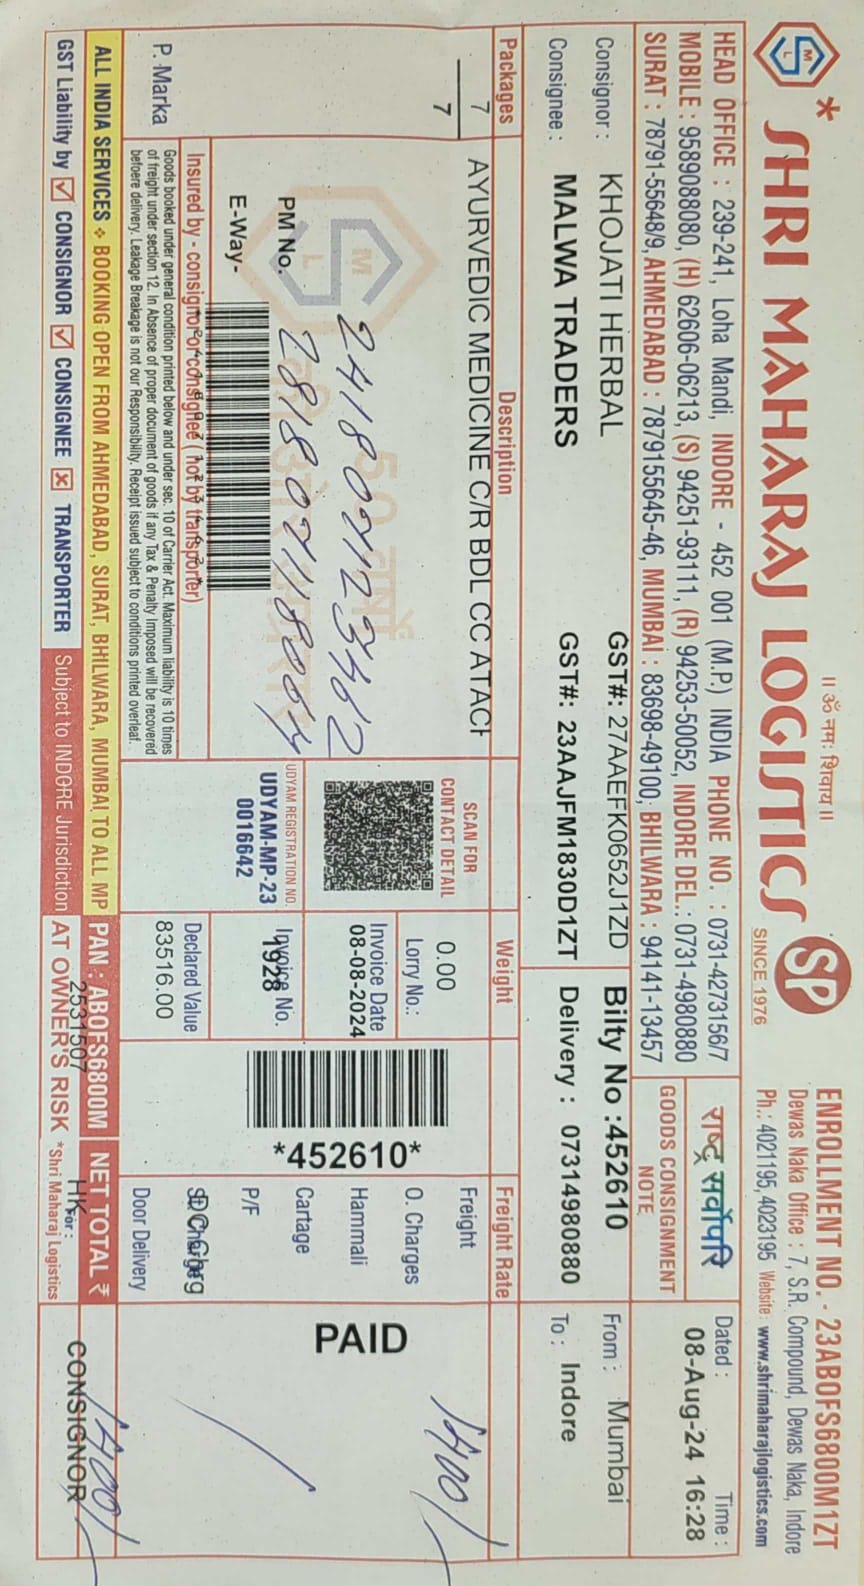 ॥ ॐ नमः शिवाय ॥
* SHRI MAHARAJ LOGISTICS
SP
SINCE 1976
M
L
ENROLLMENT NO. - 23ABOFS6800M1ZT
Dewas Naka Office : 7, S.R. Compound, Dewas Naka, Indore
Ph.: 4021195, 4023195 Website: www.shrimaharajlogistics.com
HEAD OFFICE : 239-241, Loha Mandi, INDORE - 452 001 (M.P.) INDIA PHONE NO. : 0731-4273156/7
MOBILE : 9589088080, (H) 62606-06213, (S) 94251-93111, (R) 94253-50052, INDORE DEL.: 0731-4980880
SURAT : 78791-55648/9, AHMEDABAD : 7879155645-46, MUMBAI : 83698-49100, BHILWARA : 94141-13457
राष्ट्र सर्वोपरि
GOODS CONSIGNMENT
NOTE
Dated : Time :
08-Aug-24 16:28
Consignor : KHOJATI HERBAL GST#: 27AAEFK0652J1ZD Bilty No :452610 From : Mumbai
Consignee : MALWA TRADERS GST#: 23AAJFM1830D1ZT Delivery : 07314980880 To : Indore
Packages Description Weight Freight Rate
7 AYURVEDIC MEDICINE C/R BDL CC ATACH
7
PM No.
E-Way-
P. Marka
Insured by - consignor or consignee ( not by transporter)
Goods booked under general condition printed below and under sec. 10 of Carrier Act. Maximum liability is 10 times
of freight under section 12. In Absence of proper document of goods if any Tax & Penalty Imposed will be recovered
befoere delivery. Leakage Breakage is not our Responsibility. Receipt issued subject to conditions printed overleaf.
SCAN FOR
CONTACT DETAIL
UDYAM REGISTRATION NO.
UDYAM-MP-23
0016642
0.00
Lorry No.:
Invoice Date
08-08-2024
Invoice No.
1928
Declared Value
83516.00
*452610*
Freight 1400/
O. Charges
Hammali
Cartage
P/F
Door Delivery
PAID
ALL INDIA SERVICES ❖ BOOKING OPEN FROM AHMEDABAD, SURAT, BHILWARA, MUMBAI, TO ALL MP
PAN : ABOFS6800M
NET TOTAL ₹ 1400/
GST Liability by ☑ CONSIGNOR ☑ CONSIGNEE ☒ TRANSPORTER
Subject to INDORE Jurisdiction
2531507
AT OWNER'S RISK
HK
For :
*Shri Maharaj Logistics
CONSIGNOR